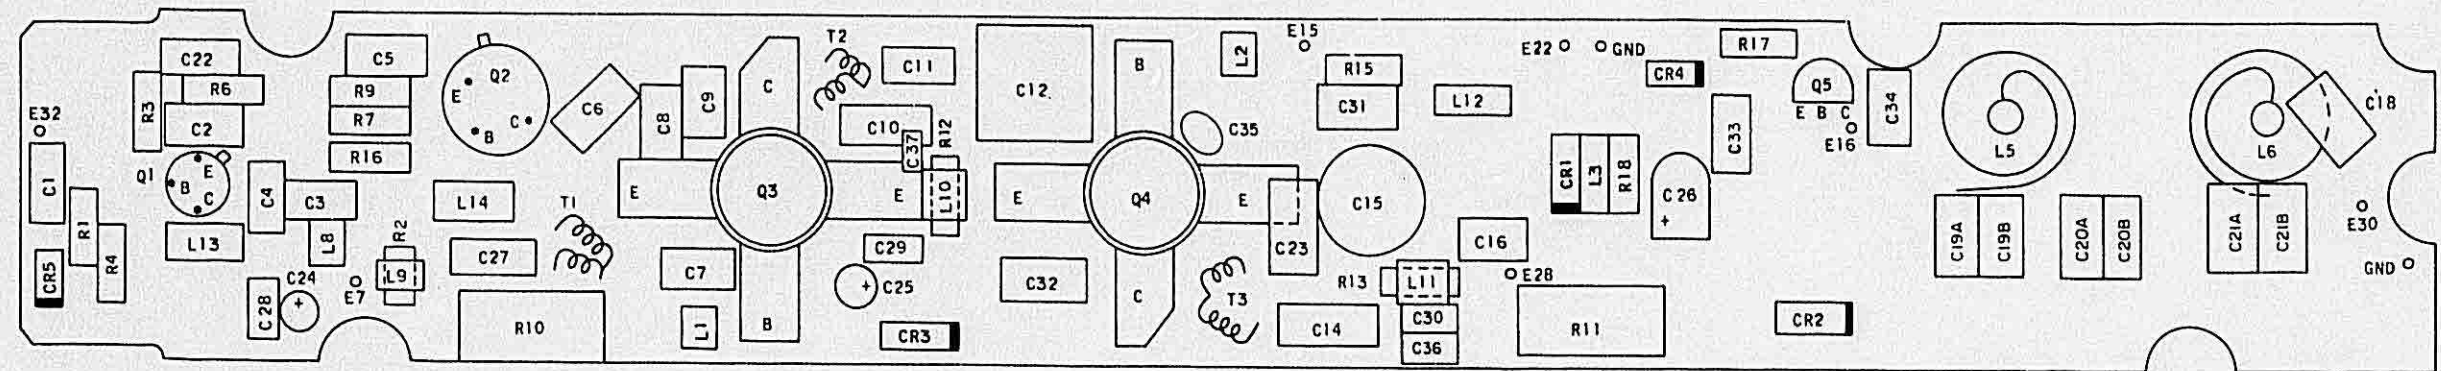 E32
C1
CR5
R1
R4
R3
C22
R6
C2
Q1
E
B
C
L13
C4
C3
L8
C28
C24
+
E7
R2
L9
C5
R9
R7
R16
Q2
E
B
C
L14
C27
T1
R10
C6
C8
C9
C
E
Q3
E
B
C7
L1
T2
C11
C10
C37
R12
L10
C29
+
C25
CR3
C12
B
E
Q4
E
C
C32
L2
E15
C35
T3
C23
C14
R15
C31
C15
R13
L11
C30
C36
L12
C16
E28
R11
E22
GND
CR1
L3
R18
CR4
C26
+
C33
R17
Q5
E B C
E16
C34
CR2
L5
C19A
C19B
C20A
C20B
L6
C18
C21A
C21B
E30
GND